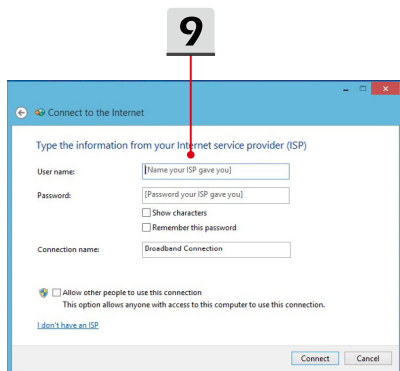 9
Connect to the Internet
Type the information from your Internet service provider (ISP)
User name: [Name your ISP gave you]
Password: [Password your ISP gave you]
Show characters
Remember this password
Connection name: Broadband Connection
Allow other people to use this connection
This option allows anyone with access to this computer to use this connection.
I don't have an ISP
Connect Cancel